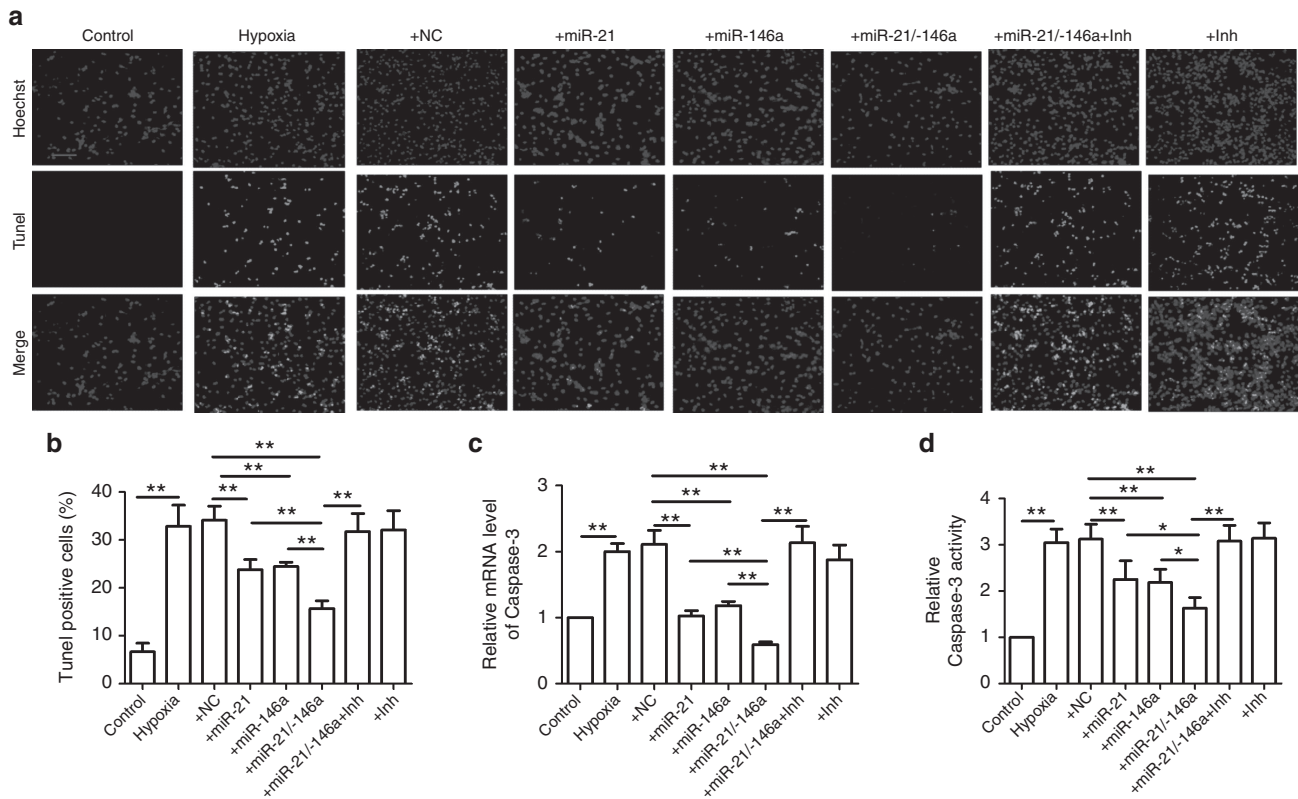 a
Control Hypoxia +NC +miR-21 +miR-146a +miR-21/-146a +miR-21/-146a+Inh +Inh
Hoechst
Tunel
Merge
b
Tunel positive cells (%)
40
30
20
10
0
** ** ** ** ** ** **
Control Hypoxia +NC +miR-21 +miR-146a +miR-21/-146a +miR-21/-146a+Inh +Inh
c
Relative mRNA level
of Caspase-3
3
2
1
0
** ** ** ** ** ** **
Control Hypoxia +NC +miR-21 +miR-146a +miR-21/-146a +miR-21/-146a+Inh +Inh
d
Relative
Caspase-3 activity
4
3
2
1
0
** ** ** ** ** * *
Control Hypoxia +NC +miR-21 +miR-146a +miR-21/-146a +miR-21/-146a+Inh +Inh